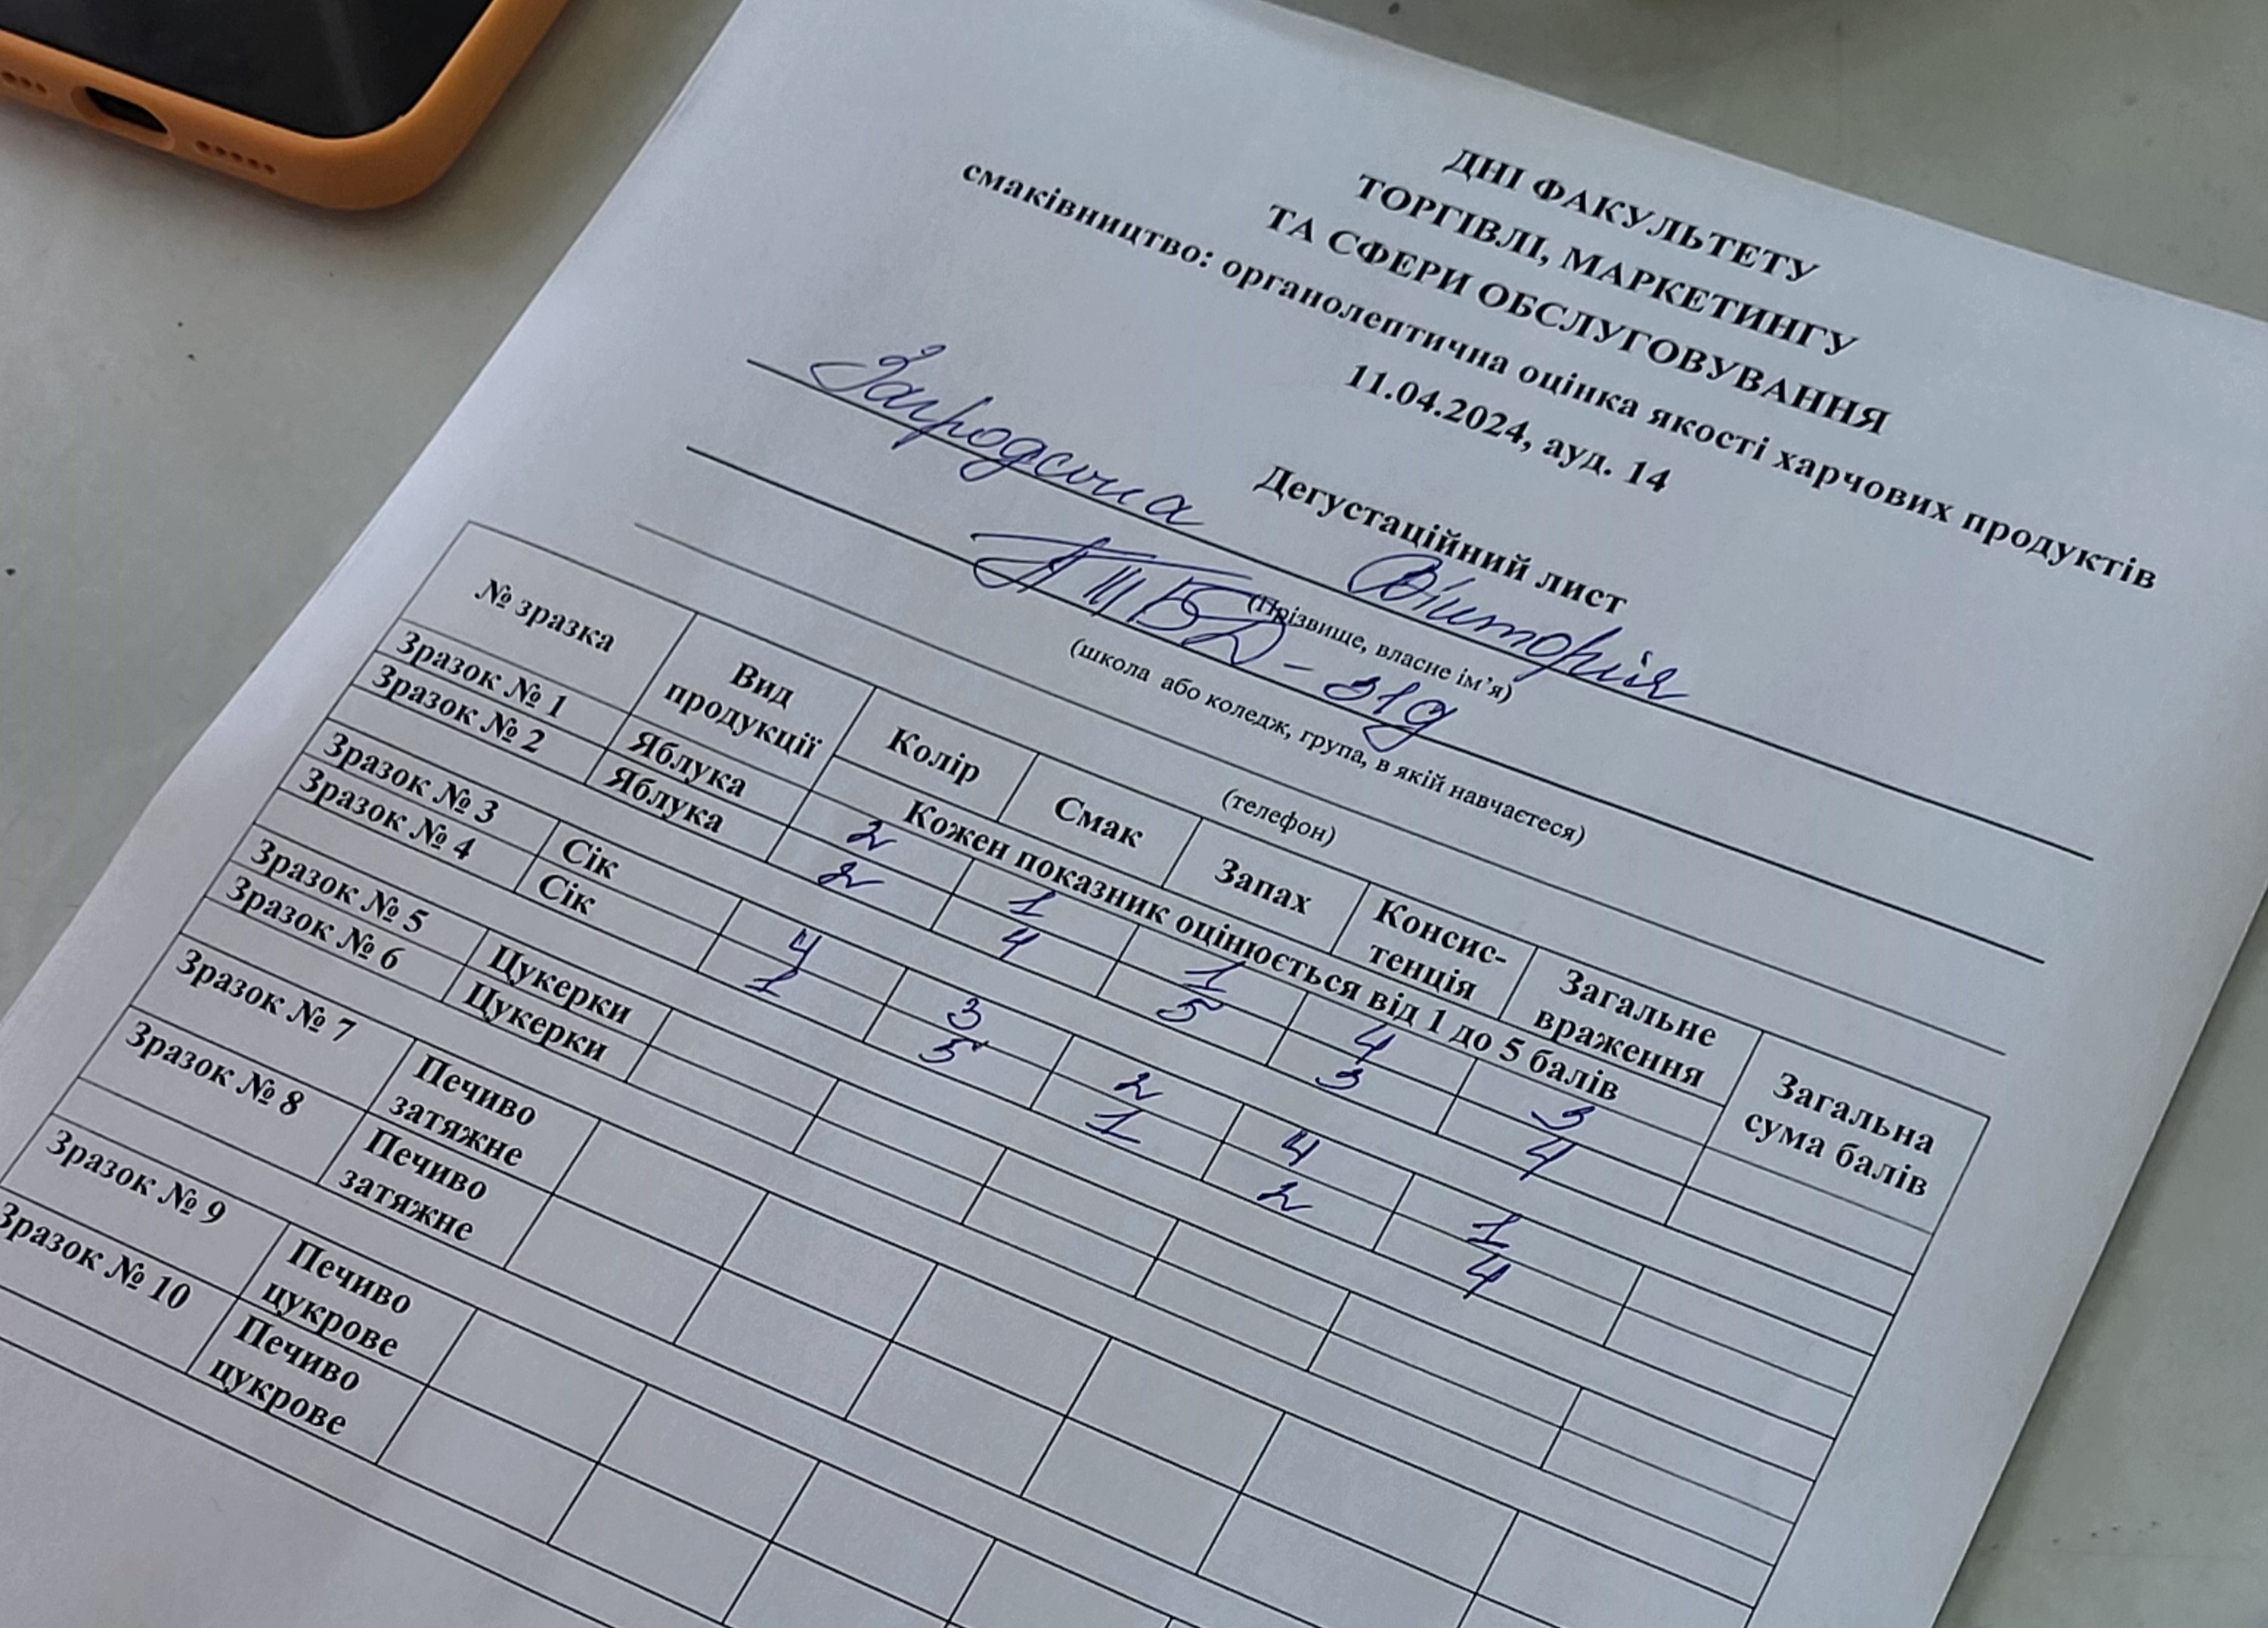 ДНІ ФАКУЛЬТЕТУ
ТОРГІВЛІ, МАРКЕТИНГУ
ТА СФЕРИ ОБСЛУГОВУВАННЯ
смаківництво: органолептична оцінка якості харчових продуктів
11.04.2024, ауд. 14
Дегустаційний лист
Вікторія
(Прізвище, власне ім’я)
(школа або коледж, група, в якій навчаєтеся)
(телефон)
№ зразка Вид продукції Колір Смак Запах Консис-тенція Загальне враження Загальна сума балів
Кожен показник оцінюється від 1 до 5 балів
Зразок № 1 Яблука 2 1 1 4 3
Зразок № 2 Яблука 2 4 5 3 4
Зразок № 3 Сік 4 3 2 4 1
Зразок № 4 Сік 1 5 1 2 4
Зразок № 5 Цукерки
Зразок № 6 Цукерки
Зразок № 7 Печиво затяжне
Зразок № 8 Печиво затяжне
Зразок № 9 Печиво цукрове
Зразок № 10 Печиво цукрове